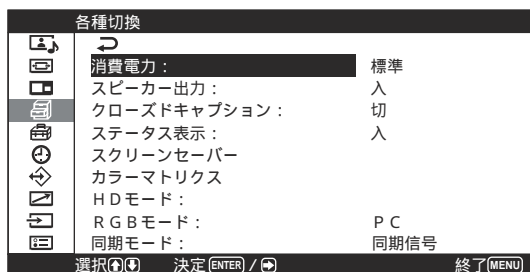 各種切換
消費電力： 標準
スピーカー出力： 入
クローズドキャプション： 切
ステータス表示： 入
スクリーンセーバー
カラーマトリクス
ＨＤモード：
ＲＧＢモード： ＰＣ
同期モード： 同期信号
選択 決定 ENTER / 終了 MENU